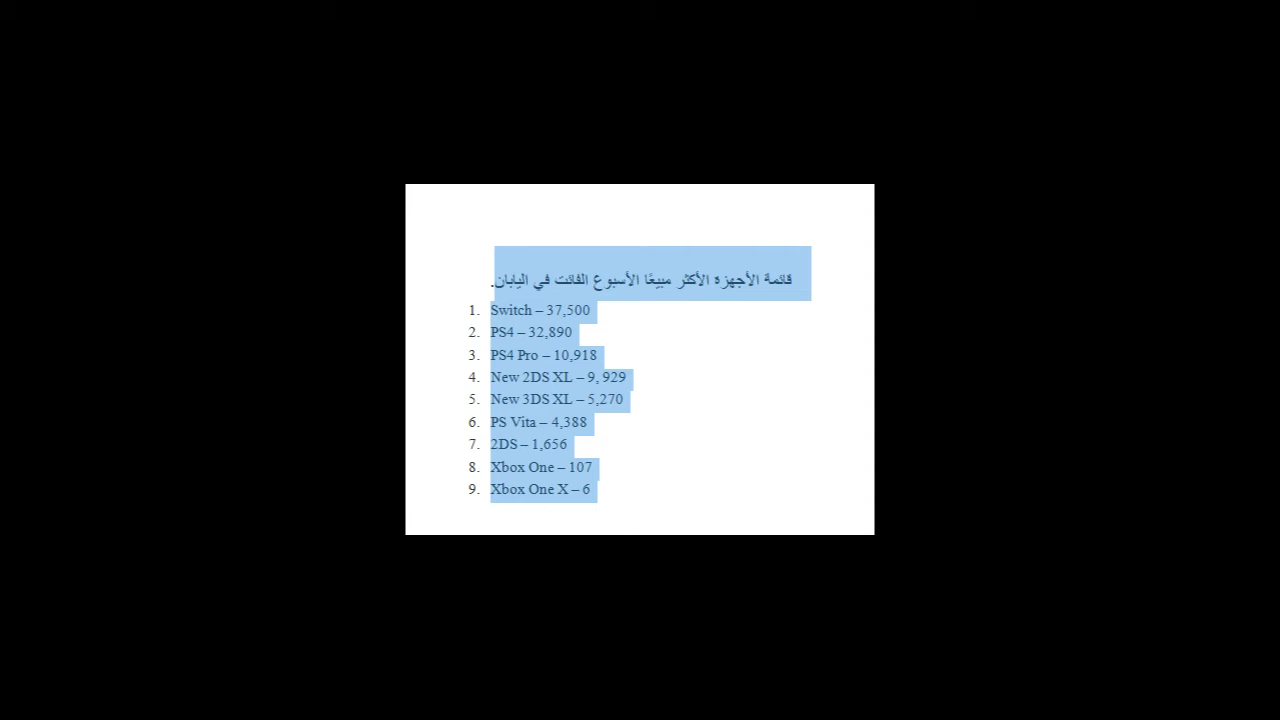 قائمة الأجهزة الأكثر مبيعًا الأسبوع الفائت في اليابان.
1. Switch – 37,500
2. PS4 – 32,890
3. PS4 Pro – 10,918
4. New 2DS XL – 9, 929
5. New 3DS XL – 5,270
6. PS Vita – 4,388
7. 2DS – 1,656
8. Xbox One – 107
9. Xbox One X – 6